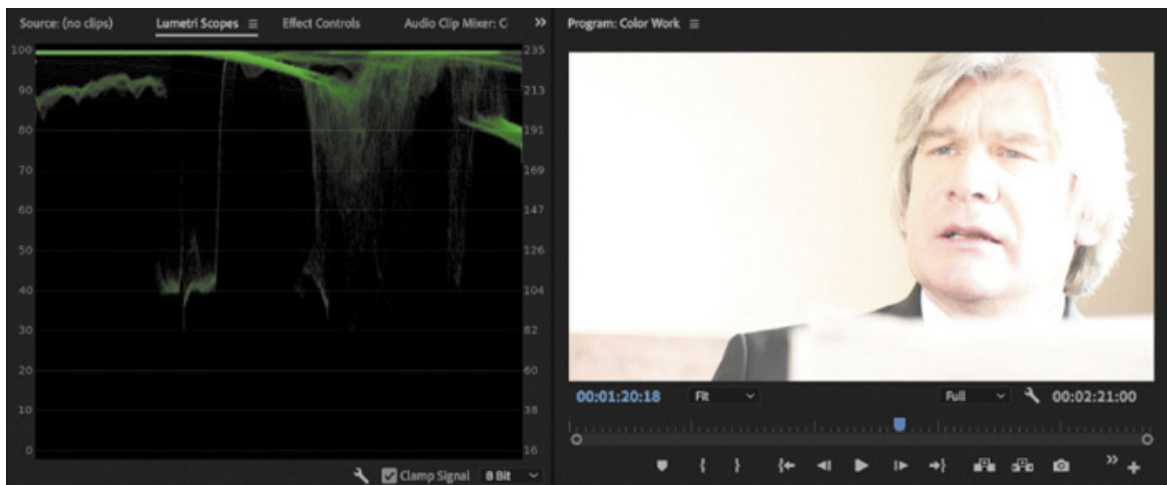 Source: (no clips) Lumetri Scopes Effect Controls Audio Clip Mixer: C
Program: Color Work
100 235
90 213
80 191
70 169
60 147
50 126
40 104
30 82
20 60
10 38
0 16
Clamp Signal 8 Bit
00:01:20:18 Fit Full 00:02:21:00